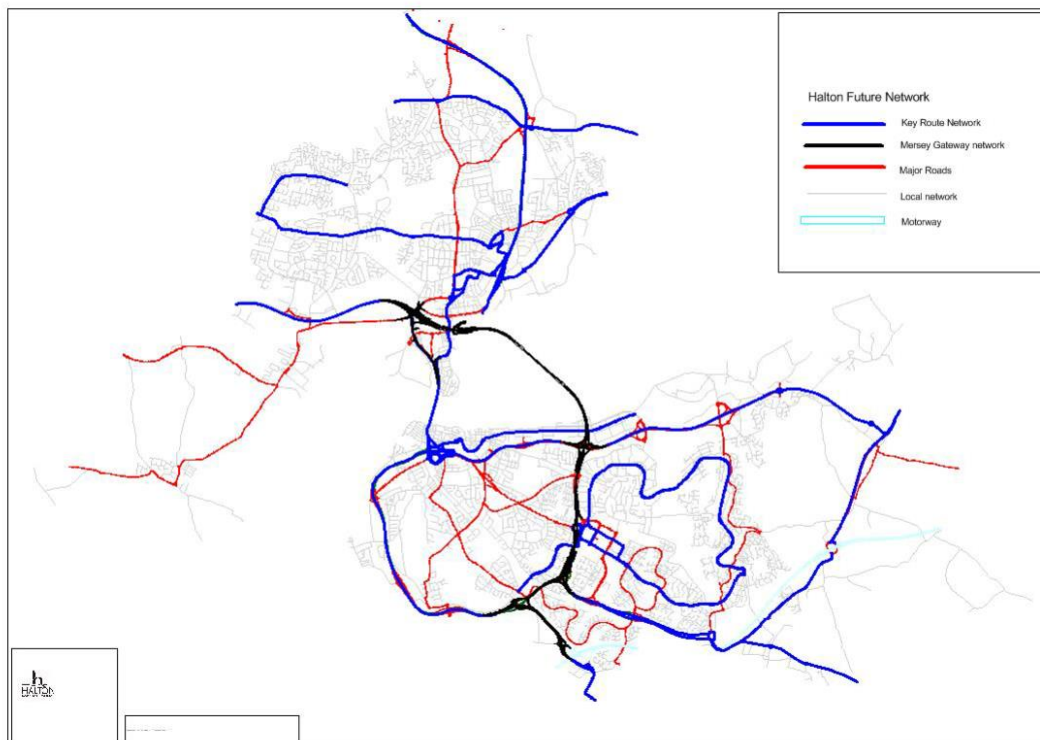 Halton Future Network
Key Route Network
Mersey Gateway network
Major Roads
Local network
Motorway
HALTON